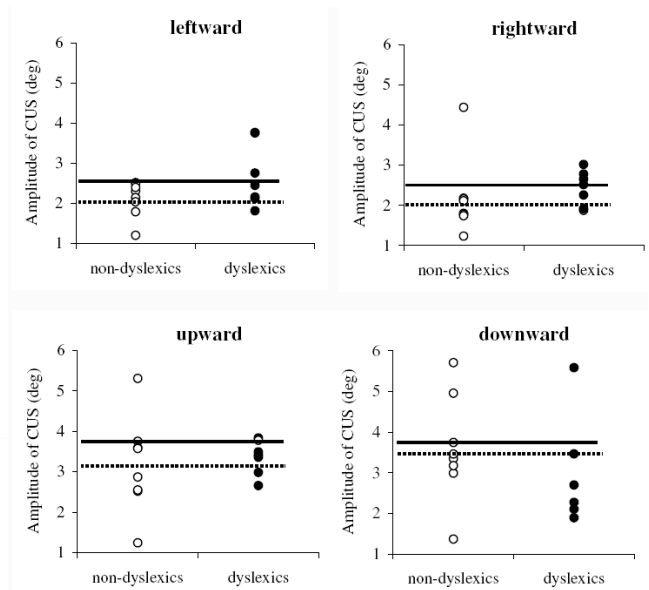 leftward
Amplitude of CUS (deg)
6
5
4
3
2
1
non-dyslexics dyslexics
rightward
Amplitude of CUS (deg)
6
5
4
3
2
1
non-dyslexics dyslexics
upward
Amplitude of CUS (deg)
6
5
4
3
2
1
non-dyslexics dyslexics
downward
Amplitude of CUS (deg)
6
5
4
3
2
1
non-dyslexics dyslexics